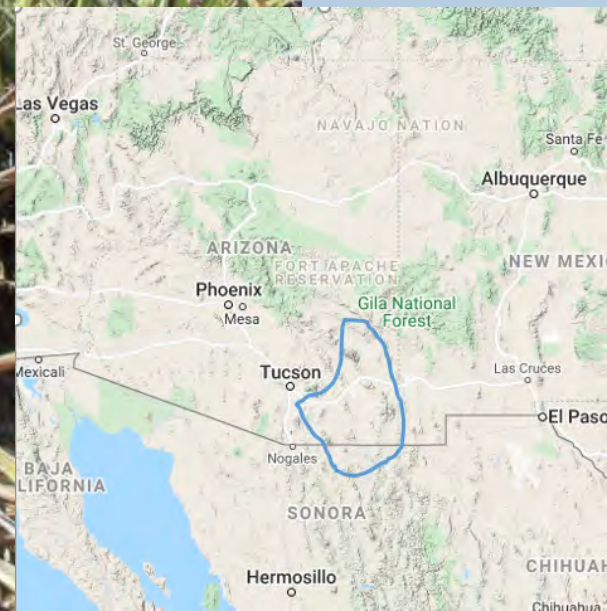 St. George
Las Vegas
NAVAJO NATION
Santa Fe
Albuquerque
ARIZONA
FORT APACHE
RESERVATION
NEW MEXI
Phoenix
Mesa
Gila National
Forest
Mexicali
Tucson
Las Cruces
El Paso
Nogales
BAJA
LIFORNIA
SONORA
Hermosillo
CHIHUAH
Chihuahua